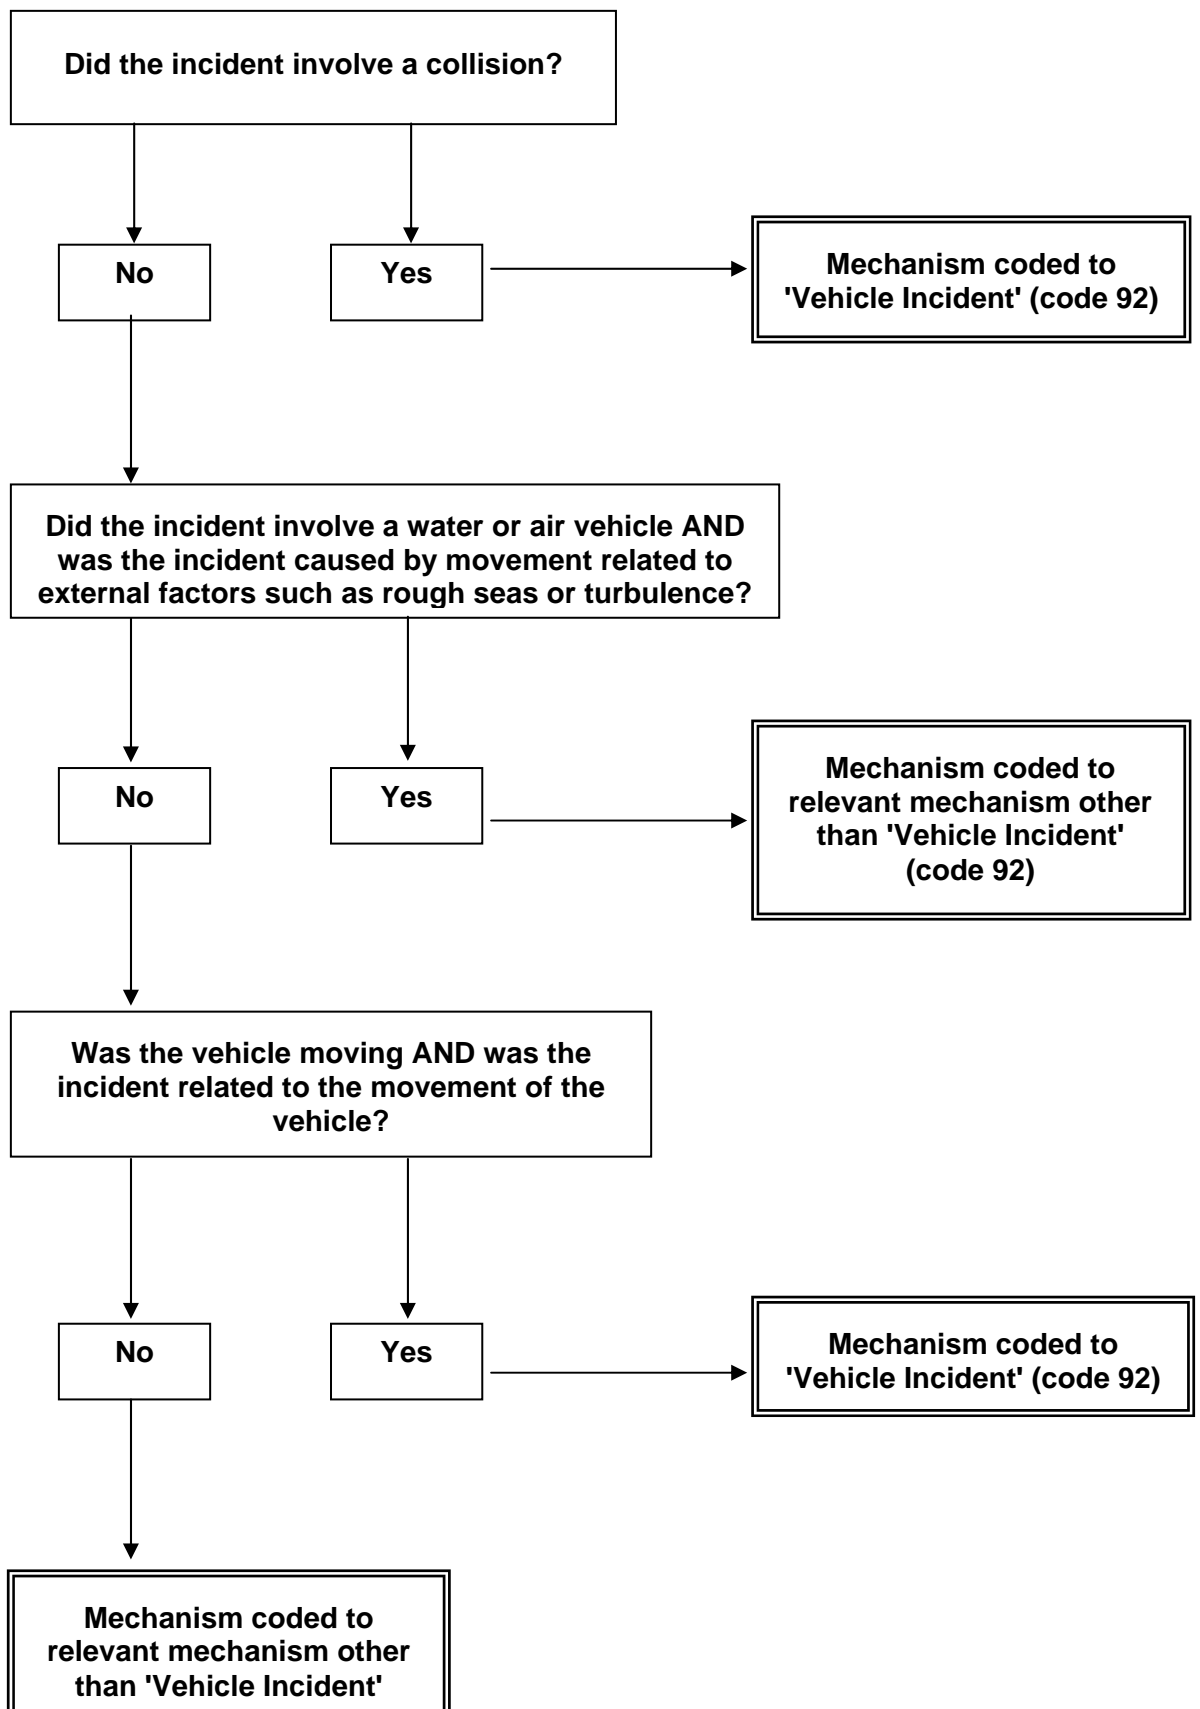 Did the incident involve a collision?
No
Yes
Mechanism coded to
'Vehicle Incident' (code 92)
Did the incident involve a water or air vehicle AND
was the incident caused by movement related to
external factors such as rough seas or turbulence?
No
Yes
Mechanism coded to
relevant mechanism other
than 'Vehicle Incident'
(code 92)
Was the vehicle moving AND was the
incident related to the movement of the
vehicle?
No
Yes
Mechanism coded to
'Vehicle Incident' (code 92)
Mechanism coded to
relevant mechanism other
than 'Vehicle Incident'